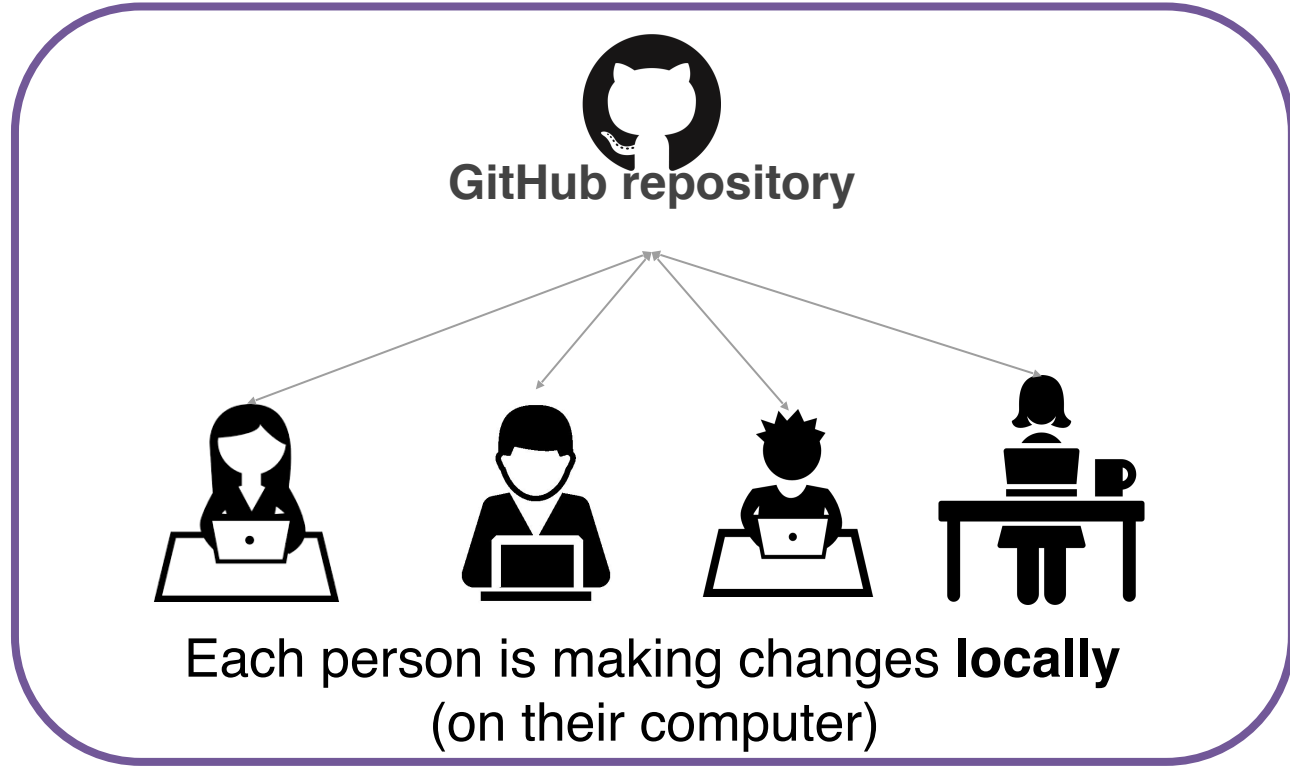 GitHub repository
Each person is making changes locally
(on their computer)